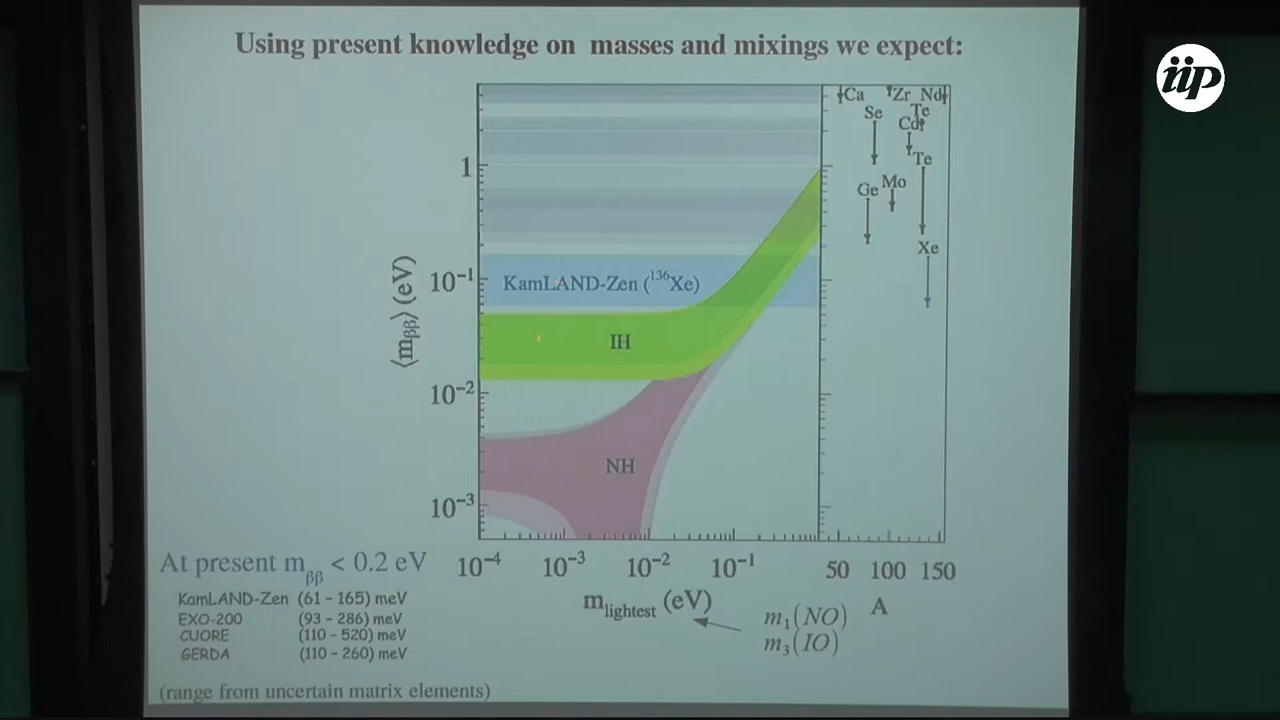 Using present knowledge on masses and mixings we expect:
iip
Ca Zr Nd
Se Te
Cd
Te
Ge Mo
Xe
1
10⁻¹
10⁻²
10⁻³
⟨mββ⟩ (eV)
KamLAND-Zen (¹³⁶Xe)
IH
NH
10⁻⁴ 10⁻³ 10⁻² 10⁻¹ 50 100 150
m lightest (eV) A
m₁(NO)
m₃(IO)
At present mββ < 0.2 eV
KamLAND-Zen (61 - 165) meV
EXO-200 (93 - 286) meV
CUORE (110 - 520) meV
GERDA (110 - 260) meV
(range from uncertain matrix elements)